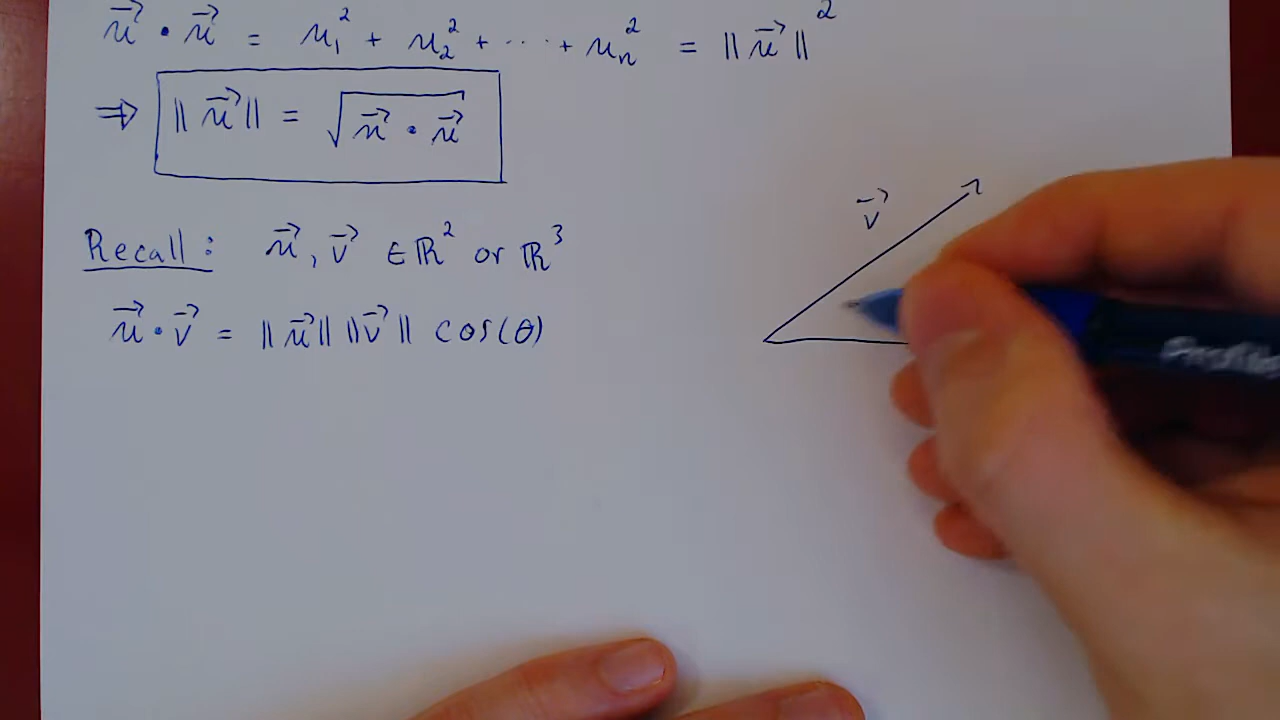 u⃗ · u⃗ = u₁² + u₂² + ··· + uₙ² = ‖u⃗‖²
⇒ ‖u⃗‖ = √(u⃗ · u⃗)
Recall: u⃗, v⃗ ∈ ℝ² or ℝ³
u⃗ · v⃗ = ‖u⃗‖ ‖v⃗‖ cos(θ)
v⃗